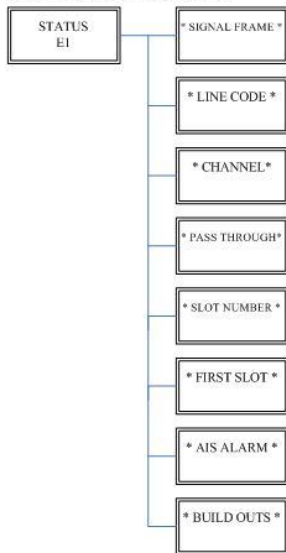 STATUS
E1
* SIGNAL FRAME *
* LINE CODE *
* CHANNEL*
* PASS THROUGH*
* SLOT NUMBER *
* FIRST SLOT *
* AIS ALARM *
* BUILD OUTS *